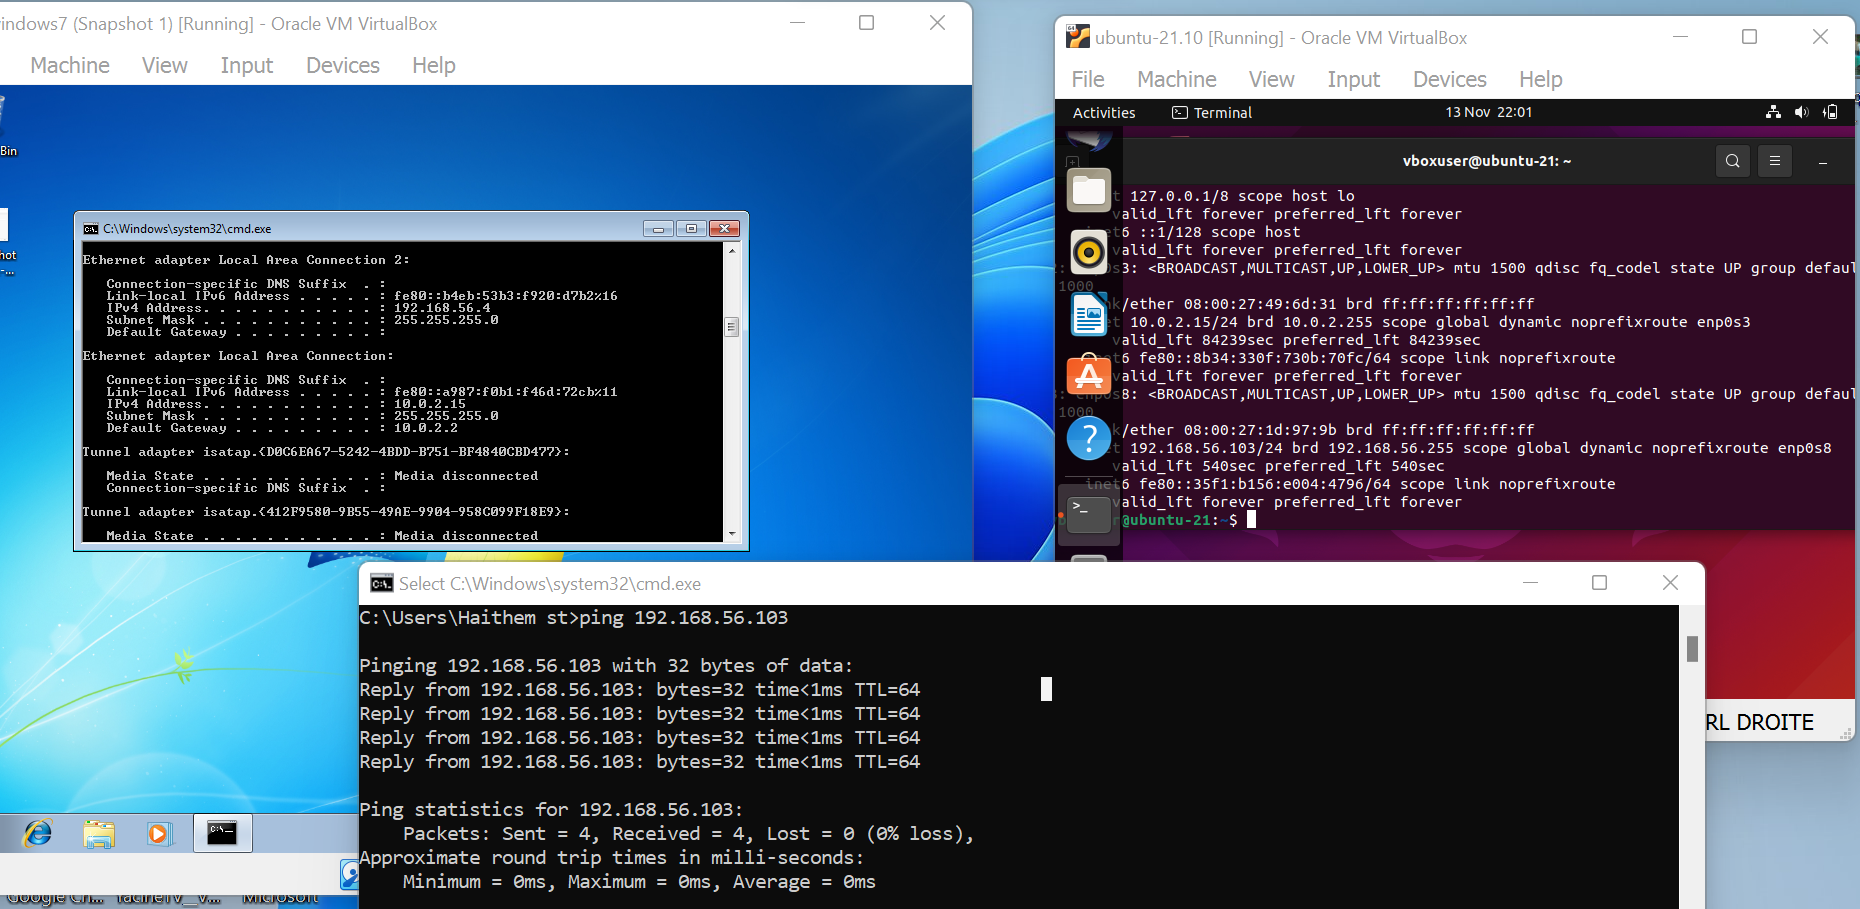 indows7 (Snapshot 1) [Running] - Oracle VM VirtualBox
Machine View Input Devices Help
Bin
C:\Windows\system32\cmd.exe
Ethernet adapter Local Area Connection 2:
Connection-specific DNS Suffix . :
Link-local IPv6 Address . . . . . : fe80::b4eb:53b3:f920:d7b2%16
IPv4 Address. . . . . . . . . . . : 192.168.56.4
Subnet Mask . . . . . . . . . . . : 255.255.255.0
Default Gateway . . . . . . . . . :
Ethernet adapter Local Area Connection:
Connection-specific DNS Suffix . :
Link-local IPv6 Address . . . . . : fe80::a987:f0b1:f46d:72cb%11
IPv4 Address. . . . . . . . . . . : 10.0.2.15
Subnet Mask . . . . . . . . . . . : 255.255.255.0
Default Gateway . . . . . . . . . : 10.0.2.2
Tunnel adapter isatap.{D0C6EA67-5242-4BDD-B751-BF4840CBD477}:
Media State . . . . . . . . . . . : Media disconnected
Connection-specific DNS Suffix . :
Tunnel adapter isatap.{412F9580-9B55-49AE-9904-958C099F18E9}:
Media State . . . . . . . . . . . : Media disconnected
ubuntu-21.10 [Running] - Oracle VM VirtualBox
File Machine View Input Devices Help
Activities Terminal 13 Nov 22:01
vboxuser@ubuntu-21: ~
t 127.0.0.1/8 scope host lo
valid_lft forever preferred_lft forever
6 ::1/128 scope host
valid_lft forever preferred_lft forever
s3: <BROADCAST,MULTICAST,UP,LOWER_UP> mtu 1500 qdisc fq_codel state UP group defaul
1000
k/ether 08:00:27:49:6d:31 brd ff:ff:ff:ff:ff:ff
et 10.0.2.15/24 brd 10.0.2.255 scope global dynamic noprefixroute enp0s3
valid_lft 84239sec preferred_lft 84239sec
et6 fe80::8b34:330f:730b:70fc/64 scope link noprefixroute
valid_lft forever preferred_lft forever
s8: <BROADCAST,MULTICAST,UP,LOWER_UP> mtu 1500 qdisc fq_codel state UP group defaul
1000
k/ether 08:00:27:1d:97:9b brd ff:ff:ff:ff:ff:ff
et 192.168.56.103/24 brd 192.168.56.255 scope global dynamic noprefixroute enp0s8
valid_lft 540sec preferred_lft 540sec
inet6 fe80::35f1:b156:e004:4796/64 scope link noprefixroute
valid_lft forever preferred_lft forever
@ubuntu-21:~$
RL DROITE
Select C:\Windows\system32\cmd.exe
C:\Users\Haithem st>ping 192.168.56.103
Pinging 192.168.56.103 with 32 bytes of data:
Reply from 192.168.56.103: bytes=32 time<1ms TTL=64
Reply from 192.168.56.103: bytes=32 time<1ms TTL=64
Reply from 192.168.56.103: bytes=32 time<1ms TTL=64
Reply from 192.168.56.103: bytes=32 time<1ms TTL=64
Ping statistics for 192.168.56.103:
Packets: Sent = 4, Received = 4, Lost = 0 (0% loss),
Approximate round trip times in milli-seconds:
Minimum = 0ms, Maximum = 0ms, Average = 0ms
Google Ch... Microsoft